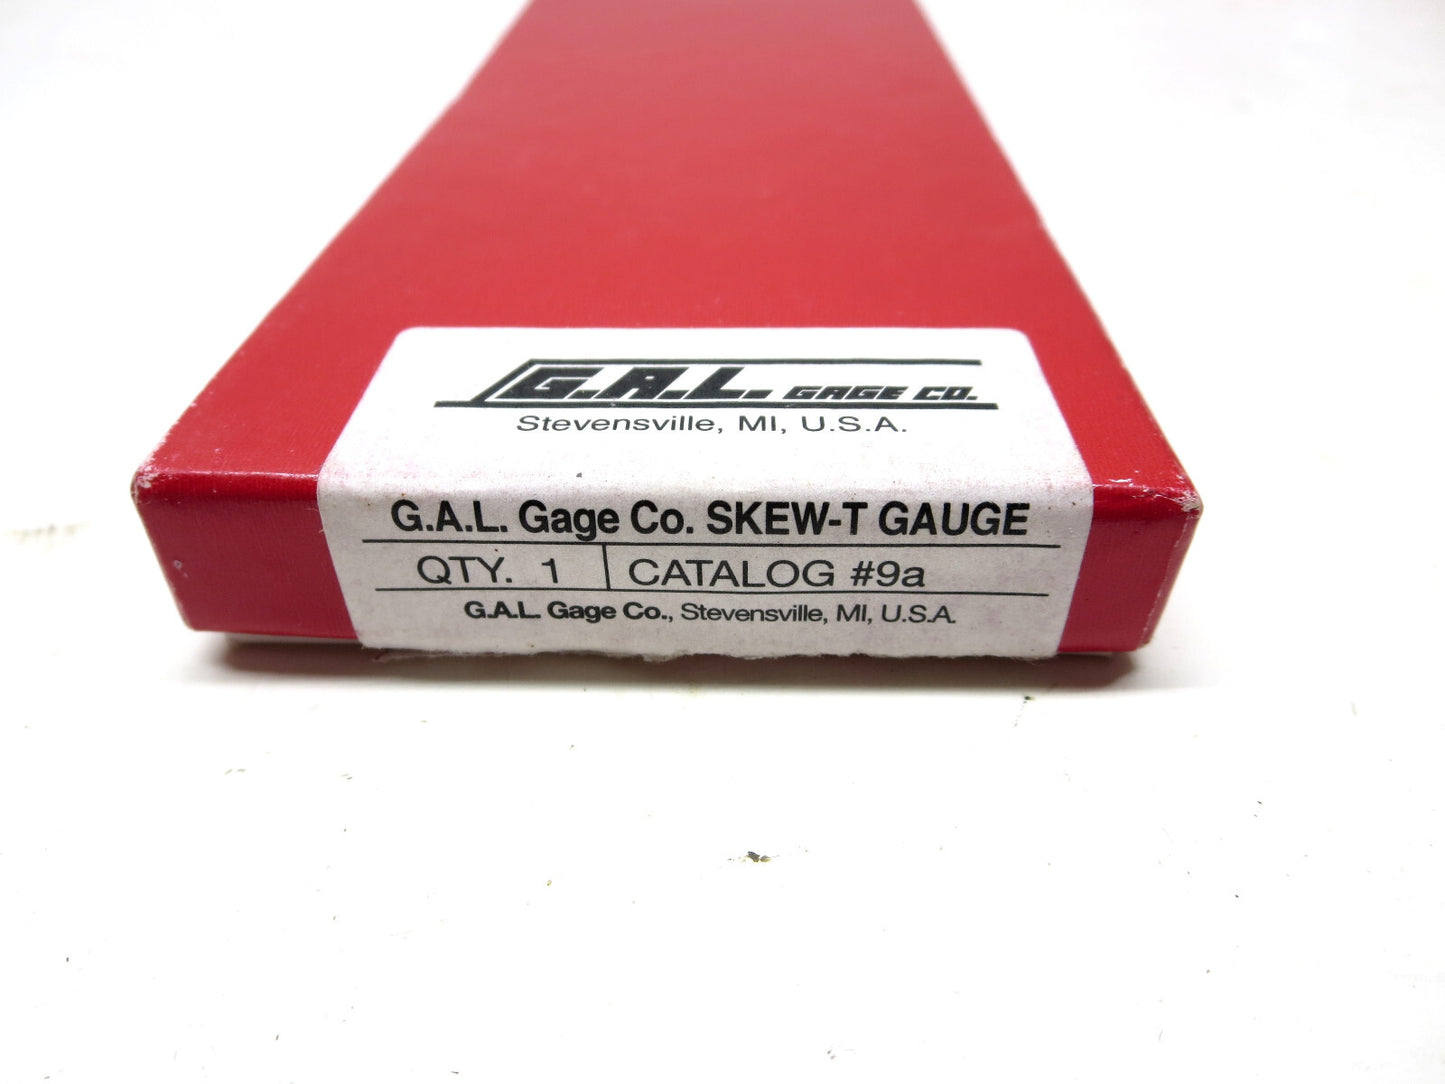 G.A.L. GAGE CO.
Stevensville, MI, U.S.A.
G.A.L. Gage Co. SKEW-T GAUGE
QTY. 1 CATALOG #9a
G.A.L. Gage Co., Stevensville, MI, U.S.A.